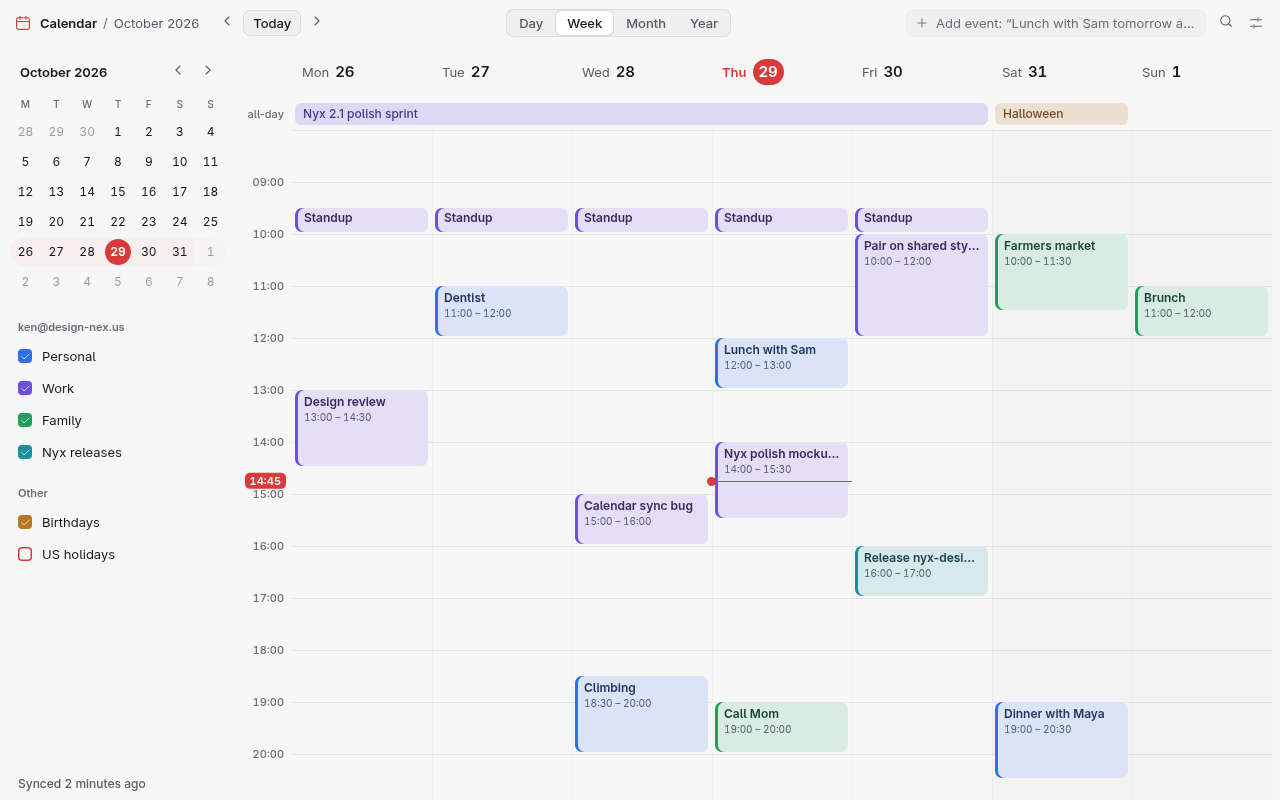 Calendar / October 2026
Today
Day Week Month Year
Add event: “Lunch with Sam tomorrow a…
October 2026
M T W T F S S
28 29 30 1 2 3 4
5 6 7 8 9 10 11
12 13 14 15 16 17 18
19 20 21 22 23 24 25
26 27 28 29 30 31 1
2 3 4 5 6 7 8
ken@design-nex.us
Personal
Work
Family
Nyx releases
Other
Birthdays
US holidays
Synced 2 minutes ago
Mon 26 Tue 27 Wed 28 Thu 29 Fri 30 Sat 31 Sun 1
all-day Nyx 2.1 polish sprint Halloween
09:00
Standup Standup Standup Standup Standup
10:00
Pair on shared sty…
10:00 – 12:00
Farmers market
10:00 – 11:30
11:00
Dentist
11:00 – 12:00
Brunch
11:00 – 12:00
12:00
Lunch with Sam
12:00 – 13:00
13:00
Design review
13:00 – 14:30
14:00
Nyx polish mocku…
14:00 – 15:30
14:45
15:00
Calendar sync bug
15:00 – 16:00
16:00
Release nyx-desi…
16:00 – 17:00
17:00
18:00
Climbing
18:30 – 20:00
19:00
Call Mom
19:00 – 20:00
Dinner with Maya
19:00 – 20:30
20:00